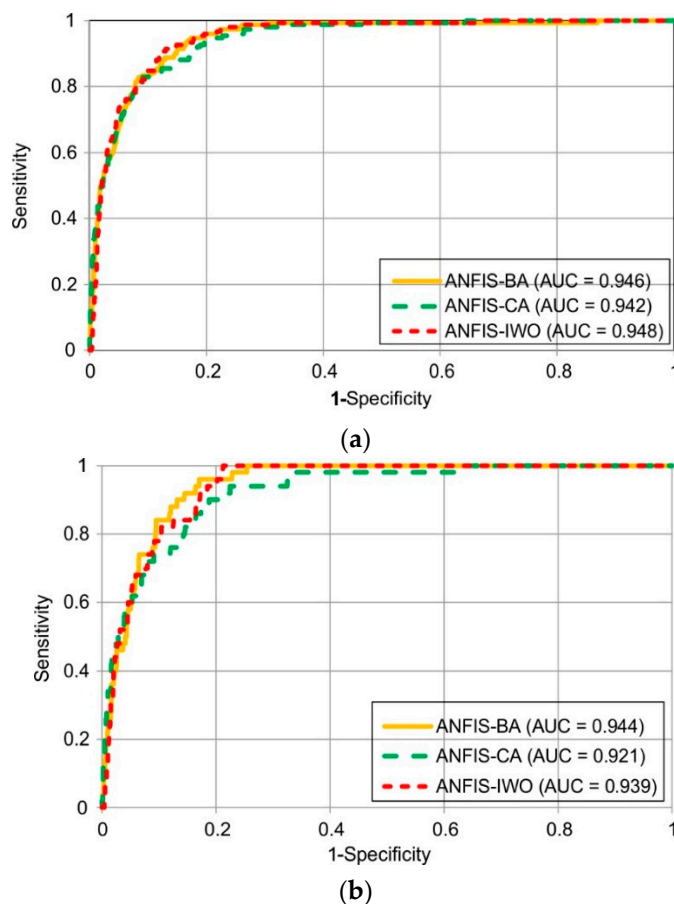 1
0.8
0.6
0.4
0.2
0
Sensitivity
ANFIS-BA (AUC = 0.946)
ANFIS-CA (AUC = 0.942)
ANFIS-IWO (AUC = 0.948)
0 0.2 0.4 0.6 0.8 1
1-Specificity
(a)
1
0.8
0.6
0.4
0.2
0
Sensitivity
ANFIS-BA (AUC = 0.944)
ANFIS-CA (AUC = 0.921)
ANFIS-IWO (AUC = 0.939)
0 0.2 0.4 0.6 0.8 1
1-Specificity
(b)